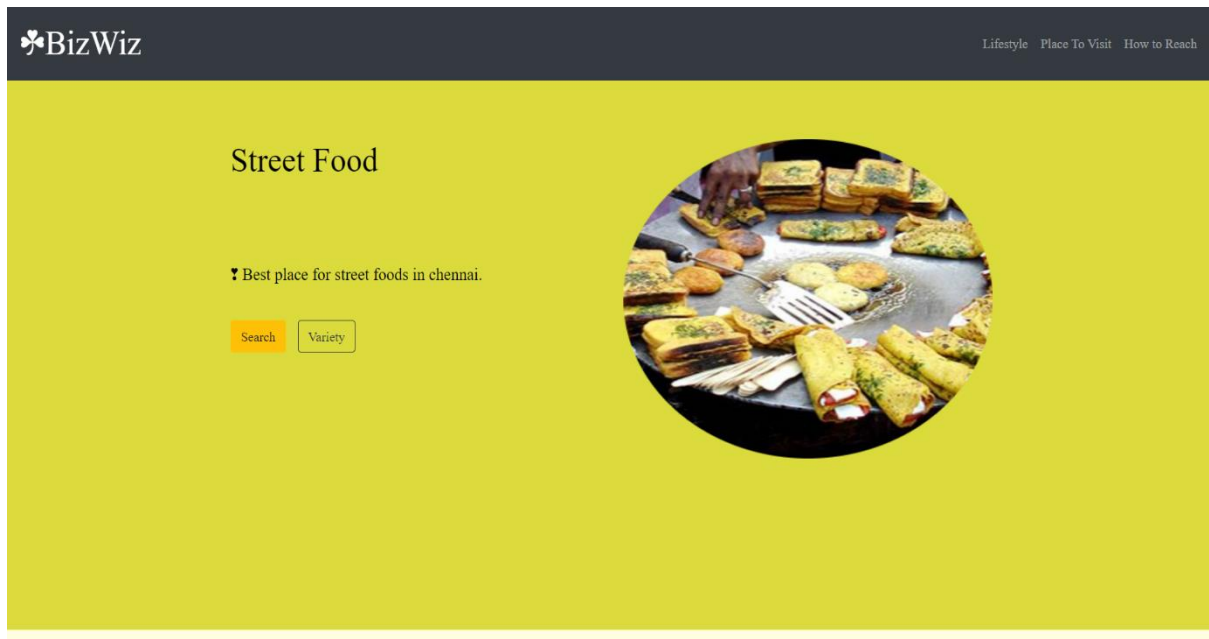 ☘BizWiz
Lifestyle Place To Visit How to Reach
Street Food
❣ Best place for street foods in chennai.
Search Variety